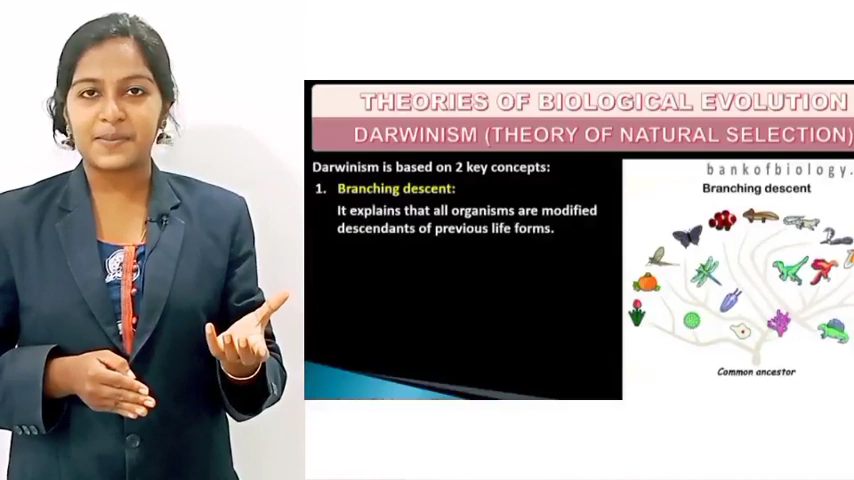 THEORIES OF BIOLOGICAL EVOLUTION
DARWINISM (THEORY OF NATURAL SELECTION)
Darwinism is based on 2 key concepts:
1. Branching descent:
It explains that all organisms are modified
descendants of previous life forms.
bankofbiology.
Branching descent
Common ancestor